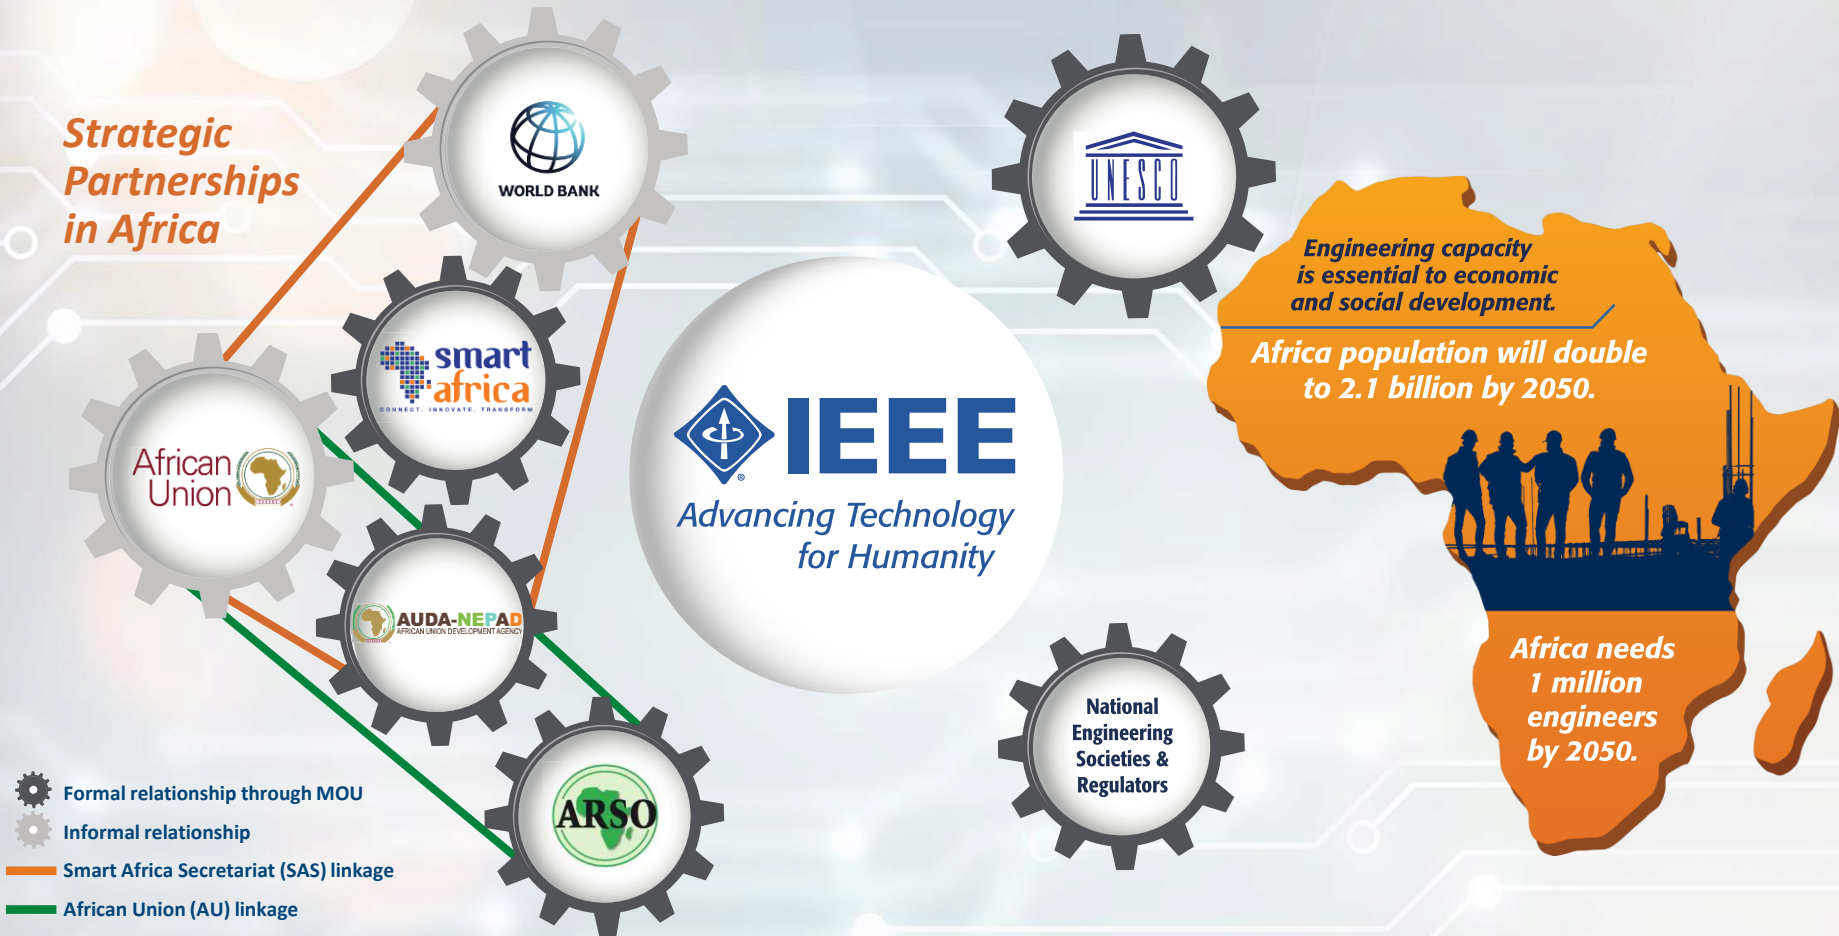 Strategic
Partnerships
in Africa
WORLD BANK
UNESCO
smart
africa
CONNECT. INNOVATE. TRANSFORM
African
Union
AUDA-NEPAD
AFRICAN UNION DEVELOPMENT AGENCY
ARSO
IEEE
®
Advancing Technology
for Humanity
National
Engineering
Societies &
Regulators
Engineering capacity
is essential to economic
and social development.
Africa population will double
to 2.1 billion by 2050.
Africa needs
1 million
engineers
by 2050.
Formal relationship through MOU
Informal relationship
Smart Africa Secretariat (SAS) linkage
African Union (AU) linkage